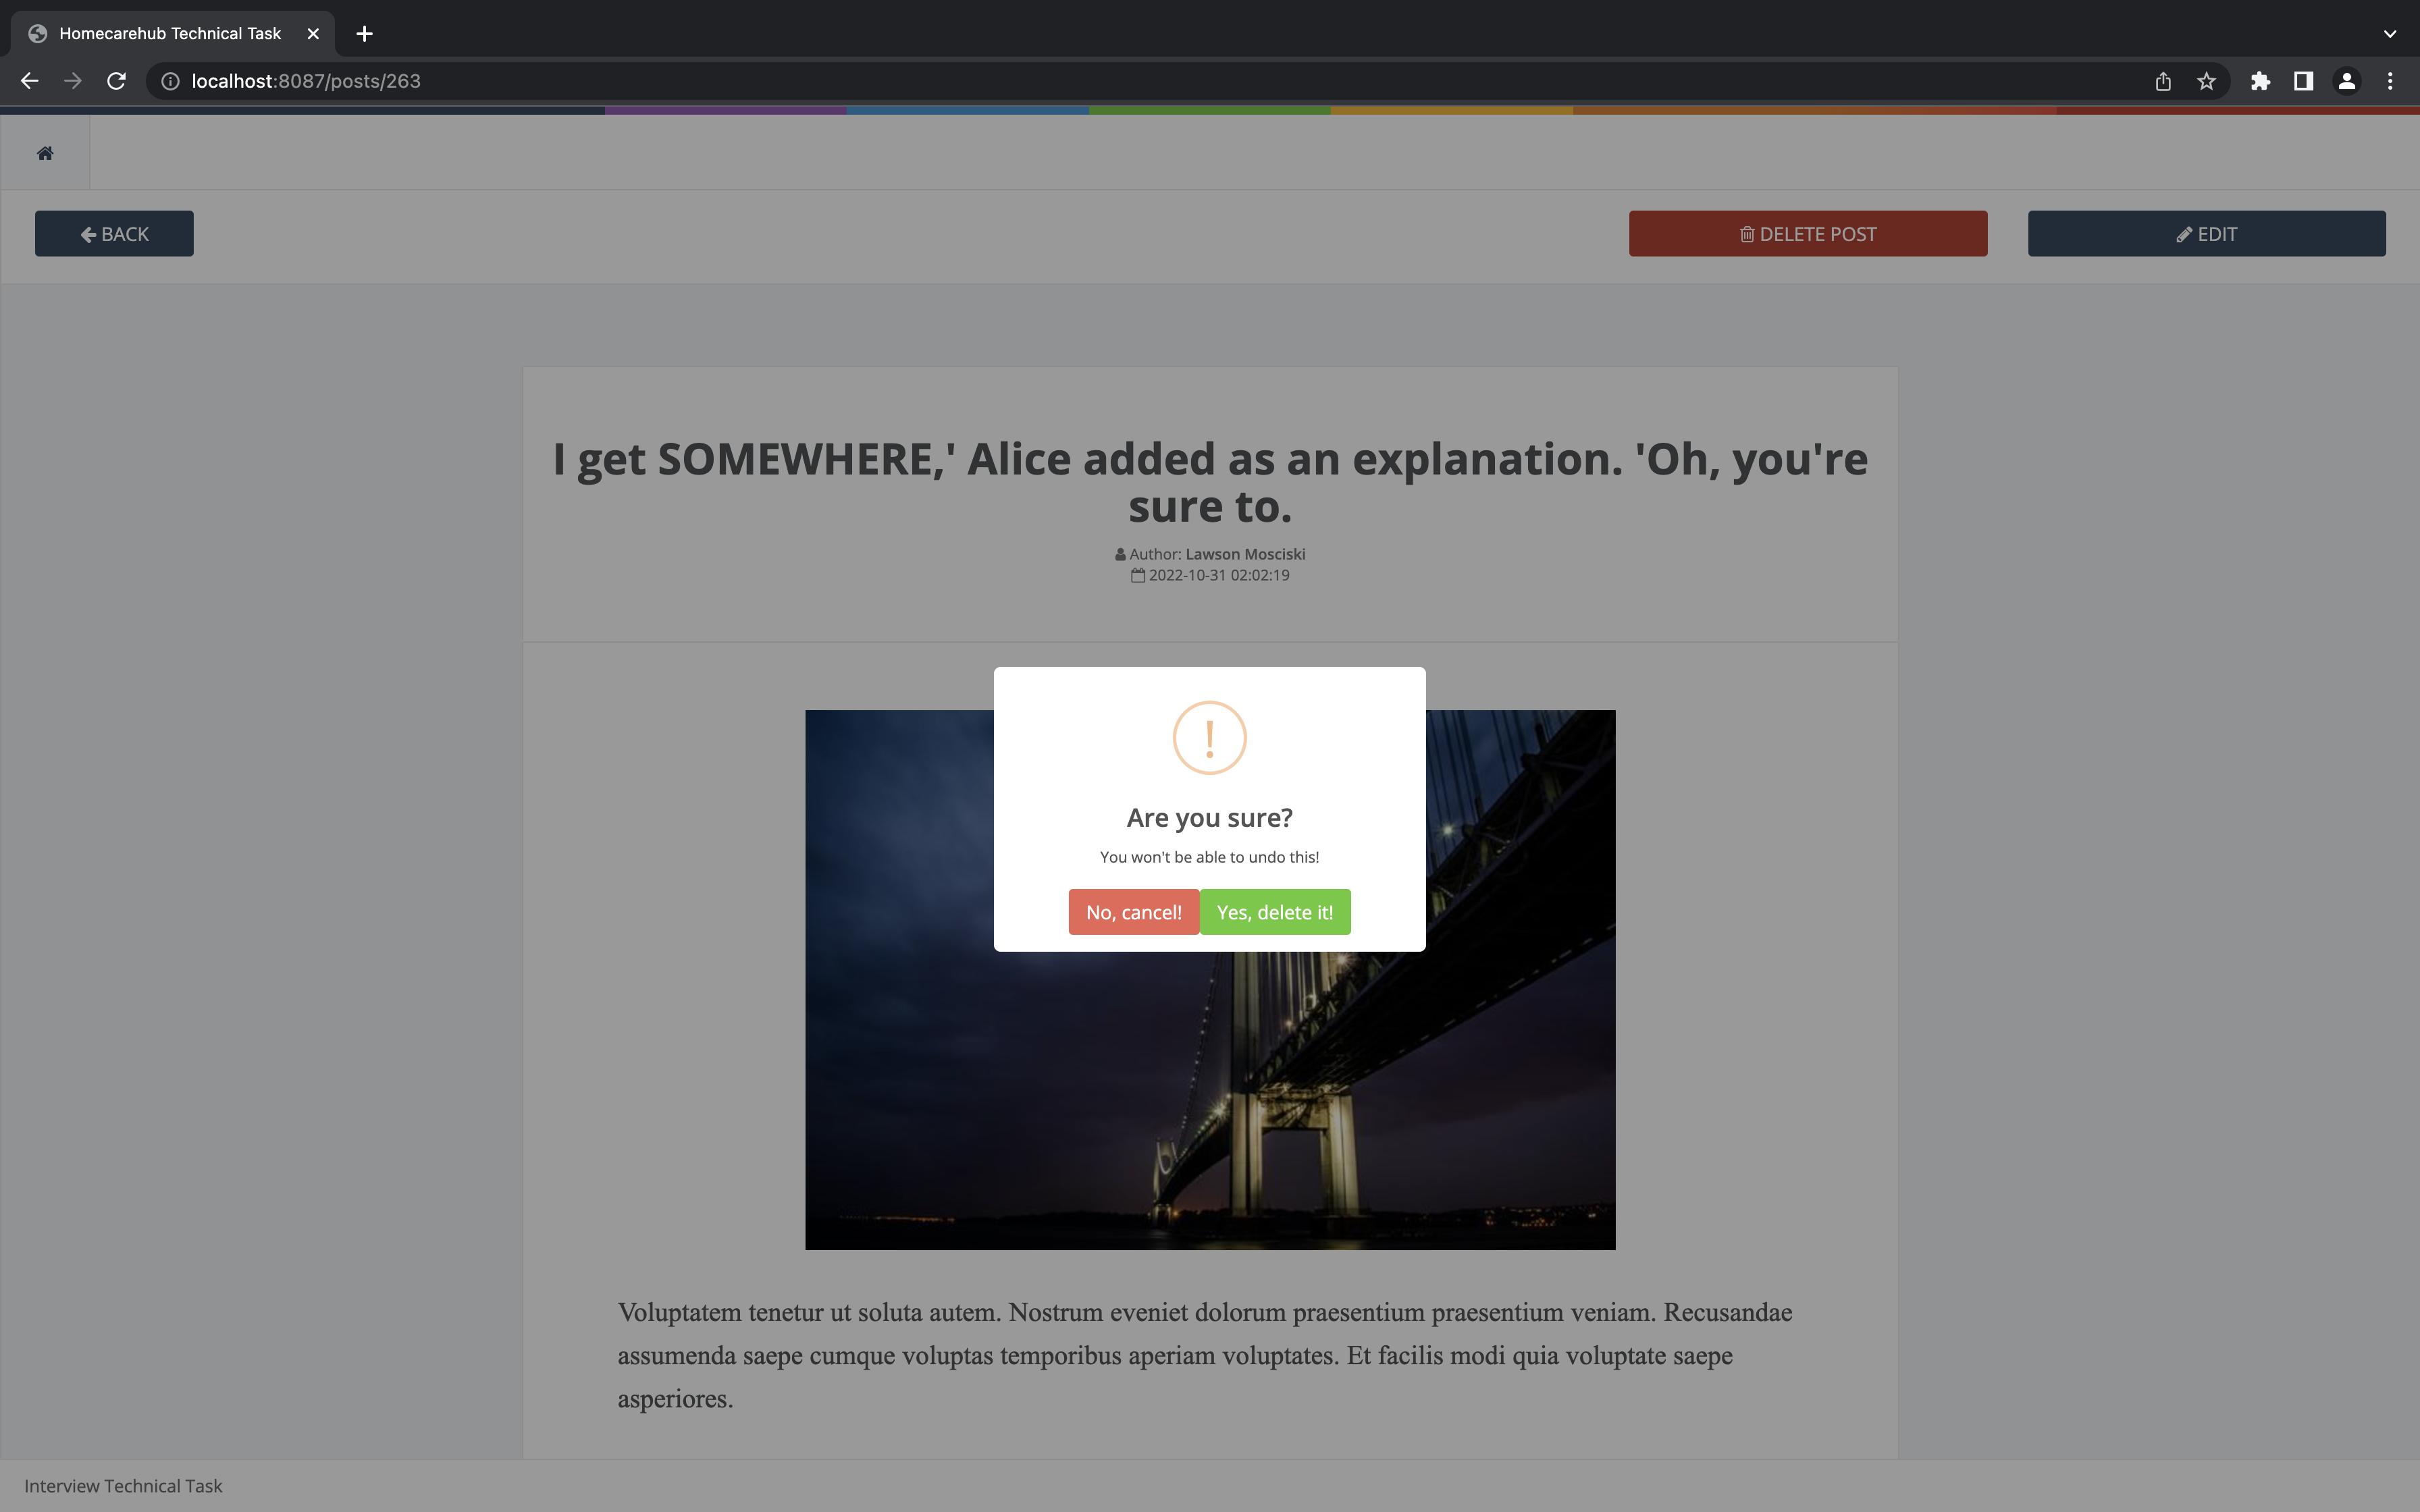 Homecarehub Technical Task
localhost:8087/posts/263
BACK
DELETE POST
EDIT
I get SOMEWHERE,' Alice added as an explanation. 'Oh, you're
sure to.
Author: Lawson Mosciski
2022-10-31 02:02:19
!
Are you sure?
You won't be able to undo this!
No, cancel!
Yes, delete it!
Voluptatem tenetur ut soluta autem. Nostrum eveniet dolorum praesentium praesentium veniam. Recusandae
assumenda saepe cumque voluptas temporibus aperiam voluptates. Et facilis modi quia voluptate saepe
asperiores.
Interview Technical Task